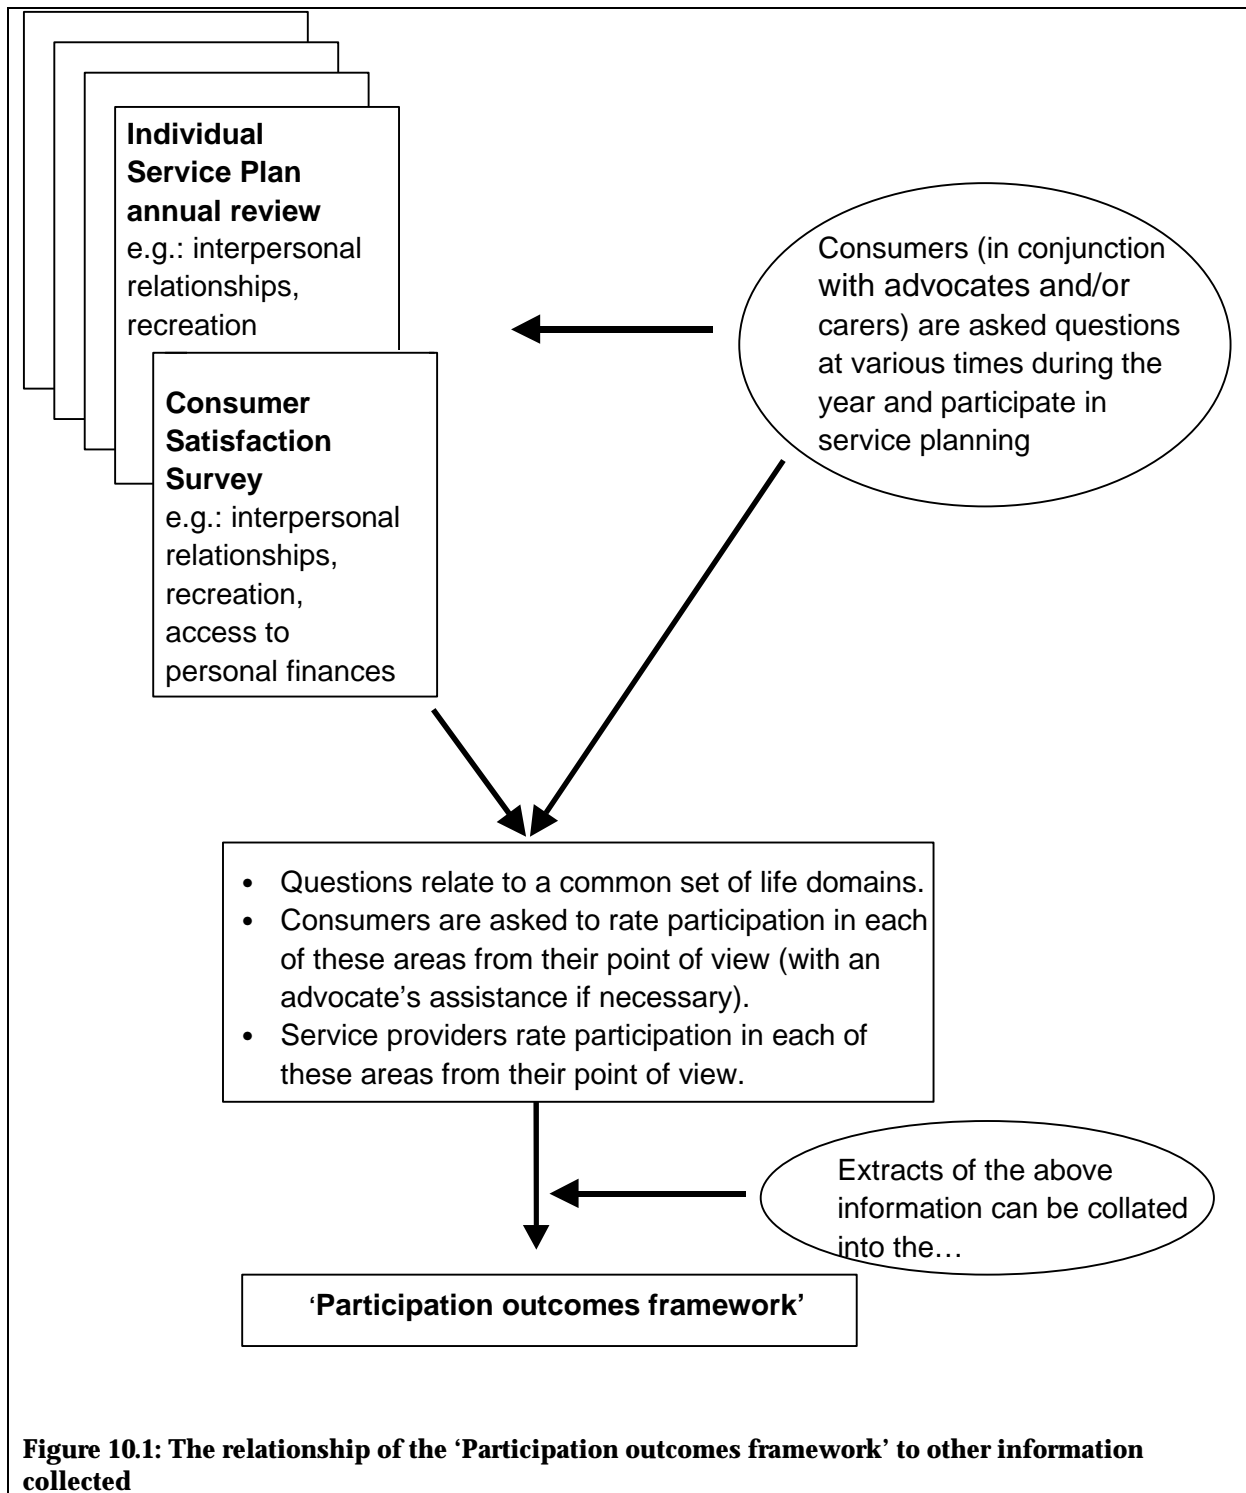 Individual
Service Plan
annual review
e.g.: interpersonal
relationships,
recreation
Consumer
Satisfaction
Survey
e.g.: interpersonal
relationships,
recreation,
access to
personal finances
Consumers (in conjunction
with advocates and/or
carers) are asked questions
at various times during the
year and participate in
service planning
• Questions relate to a common set of life domains.
• Consumers are asked to rate participation in each
of these areas from their point of view (with an
advocate’s assistance if necessary).
• Service providers rate participation in each of
these areas from their point of view.
Extracts of the above
information can be collated
into the…
‘Participation outcomes framework’
Figure 10.1: The relationship of the ‘Participation outcomes framework’ to other information
collected